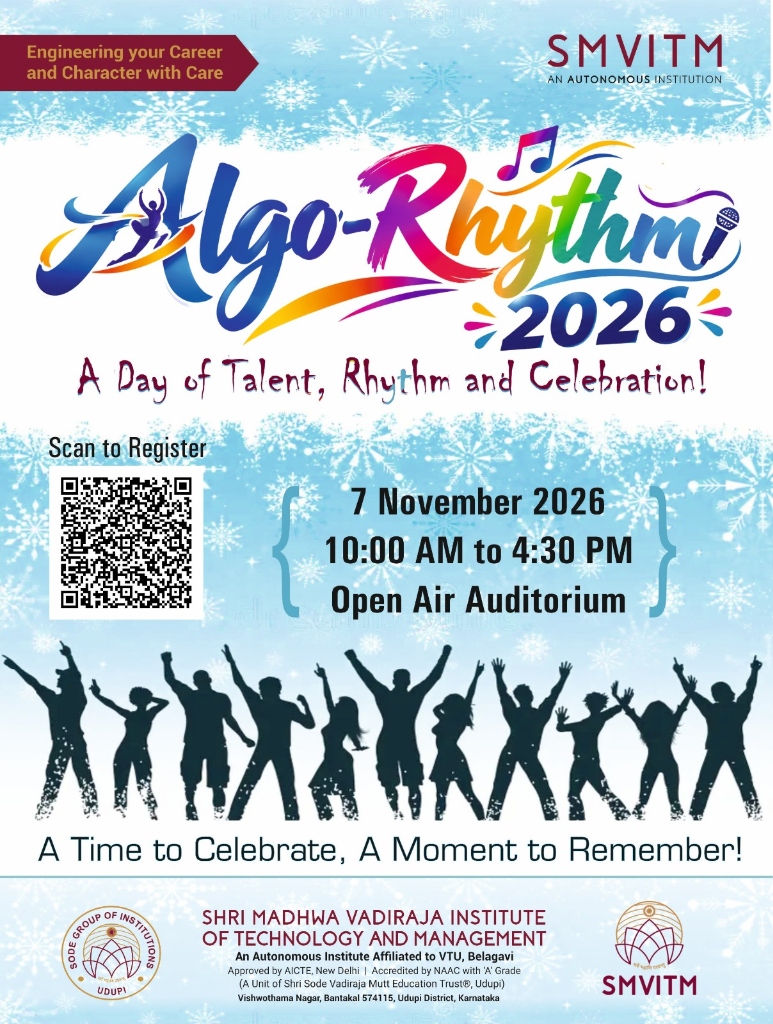 Engineering your Career
and Character with Care
SMVITM
AN AUTONOMOUS INSTITUTION
Algo-Rhythm
2026
A Day of Talent, Rhythm and Celebration!
Scan to Register
7 November 2026
10:00 AM to 4:30 PM
Open Air Auditorium
A Time to Celebrate, A Moment to Remember!
SODE GROUP OF INSTITUTIONS
UDUPI
SHRI MADHWA VADIRAJA INSTITUTE
OF TECHNOLOGY AND MANAGEMENT
An Autonomous Institute Affiliated to VTU, Belagavi
Approved by AICTE, New Delhi | Accredited by NAAC with 'A' Grade
(A Unit of Shri Sode Vadiraja Mutt Education Trust®, Udupi)
Vishwothama Nagar, Bantakal 574115, Udupi District, Karnataka
SMVITM